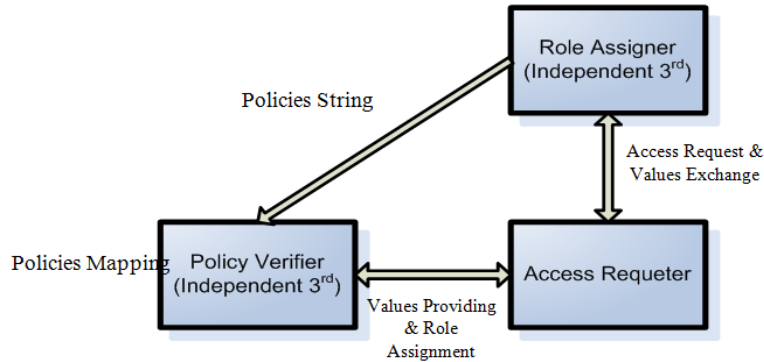 Role Assigner
(Independent 3rd)
Policies String
Access Request &
Values Exchange
Policies Mapping
Policy Verifier
(Independent 3rd)
Access Requeter
Values Providing
& Role
Assignment